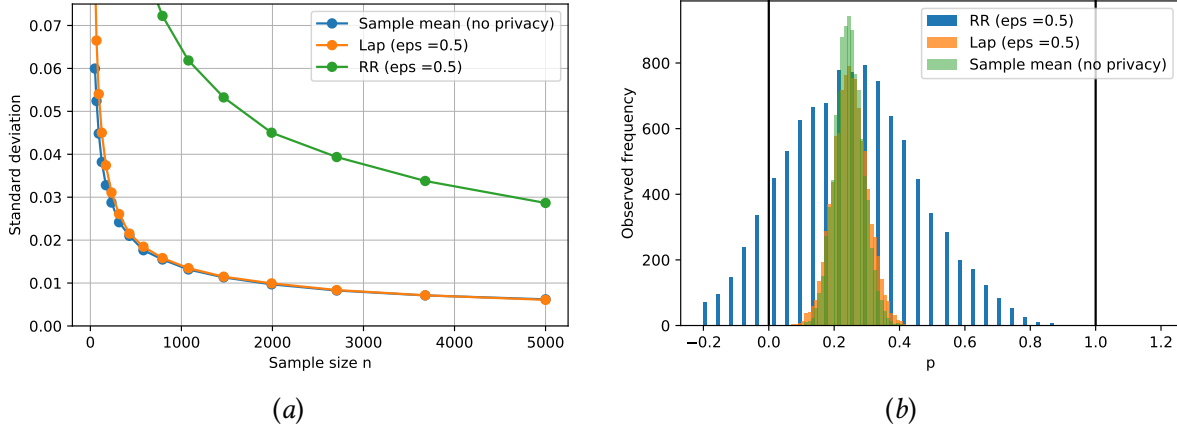 0.07
0.06
0.05
0.04
0.03
0.02
0.01
0.00
Standard deviation
0 1000 2000 3000 4000 5000
Sample size n
Sample mean (no privacy)
Lap (eps =0.5)
RR (eps =0.5)
(a)
800
600
400
200
0
Observed frequency
−0.2 0.0 0.2 0.4 0.6 0.8 1.0 1.2
p
RR (eps =0.5)
Lap (eps =0.5)
Sample mean (no privacy)
(b)